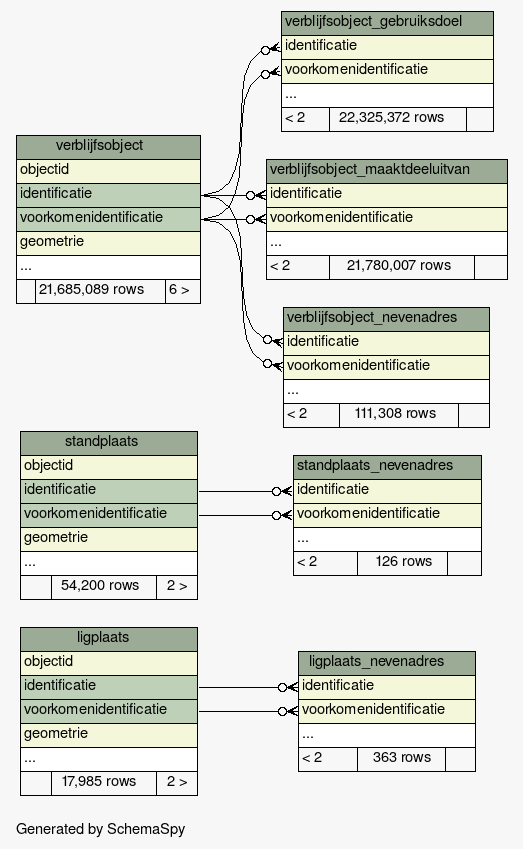 verblijfsobject_gebruiksdoel
identificatie
voorkomenidentificatie
...
< 2 22,325,372 rows
verblijfsobject
objectid
identificatie
voorkomenidentificatie
geometrie
...
21,685,089 rows 6 >
verblijfsobject_maaktdeeluitvan
identificatie
voorkomenidentificatie
...
< 2 21,780,007 rows
verblijfsobject_nevenadres
identificatie
voorkomenidentificatie
...
< 2 111,308 rows
standplaats
objectid
identificatie
voorkomenidentificatie
geometrie
...
54,200 rows 2 >
standplaats_nevenadres
identificatie
voorkomenidentificatie
...
< 2 126 rows
ligplaats
objectid
identificatie
voorkomenidentificatie
geometrie
...
17,985 rows 2 >
ligplaats_nevenadres
identificatie
voorkomenidentificatie
...
< 2 363 rows
Generated by SchemaSpy